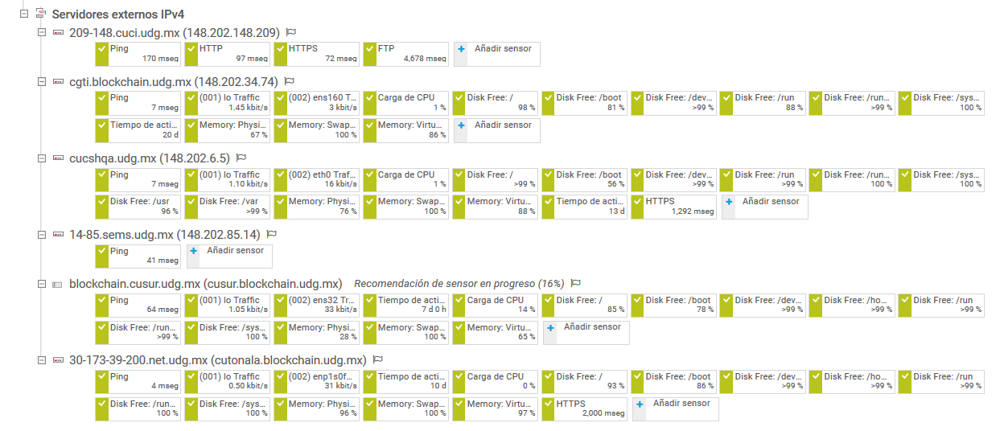 Servidores externos IPv4
209-148.cuci.udg.mx (148.202.148.209)
Ping HTTP HTTPS FTP Añadir sensor
170 mseg 97 mseg 72 mseg 4,678 mseg
cgti.blockchain.udg.mx (148.202.34.74)
Ping (001) lo Traffic (002) ens160 T... Carga de CPU Disk Free: / Disk Free: /boot Disk Free: /dev... Disk Free: /run Disk Free: /run... Disk Free: /sys...
7 mseg 1.45 kbit/s 3 kbit/s 1 % 98 % 81 % >99 % 88 % >99 % 100 %
Tiempo de acti... Memory: Physi... Memory: Swap... Memory: Virtu... Añadir sensor
20 d 67 % 100 % 86 %
cucshqa.udg.mx (148.202.6.5)
Ping (001) lo Traffic (002) eth0 Traf... Carga de CPU Disk Free: / Disk Free: /boot Disk Free: /dev... Disk Free: /run Disk Free: /run... Disk Free: /sys...
7 mseg 1.10 kbit/s 16 kbit/s 1 % >99 % 56 % >99 % >99 % 100 % 100 %
Disk Free: /usr Disk Free: /var Memory: Physi... Memory: Swap... Memory: Virtu... Tiempo de acti... HTTPS Añadir sensor
96 % >99 % 76 % 100 % 88 % 13 d 1,292 mseg
14-85.sems.udg.mx (148.202.85.14)
Ping Añadir sensor
41 mseg
blockchain.cusur.udg.mx (cusur.blockchain.udg.mx) Recomendación de sensor en progreso (16%)
Ping (001) lo Traffic (002) ens32 Tr... Tiempo de acti... Carga de CPU Disk Free: / Disk Free: /boot Disk Free: /dev... Disk Free: /ho... Disk Free: /run
64 mseg 1.05 kbit/s 33 kbit/s 7 d 0 h 14 % 85 % 78 % >99 % >99 % >99 %
Disk Free: /run... Disk Free: /sys... Memory: Physi... Memory: Swap... Memory: Virtu... Añadir sensor
>99 % 100 % 28 % 100 % 65 %
30-173-39-200.net.udg.mx (cutonala.blockchain.udg.mx)
Ping (001) lo Traffic (002) enp1s0f... Tiempo de acti... Carga de CPU Disk Free: / Disk Free: /boot Disk Free: /dev... Disk Free: /ho... Disk Free: /run
4 mseg 0.50 kbit/s 31 kbit/s 10 d 0 % 93 % 86 % >99 % >99 % >99 %
Disk Free: /run... Disk Free: /sys... Memory: Physi... Memory: Swap... Memory: Virtu... HTTPS Añadir sensor
100 % 100 % 96 % 100 % 97 % 2,000 mseg